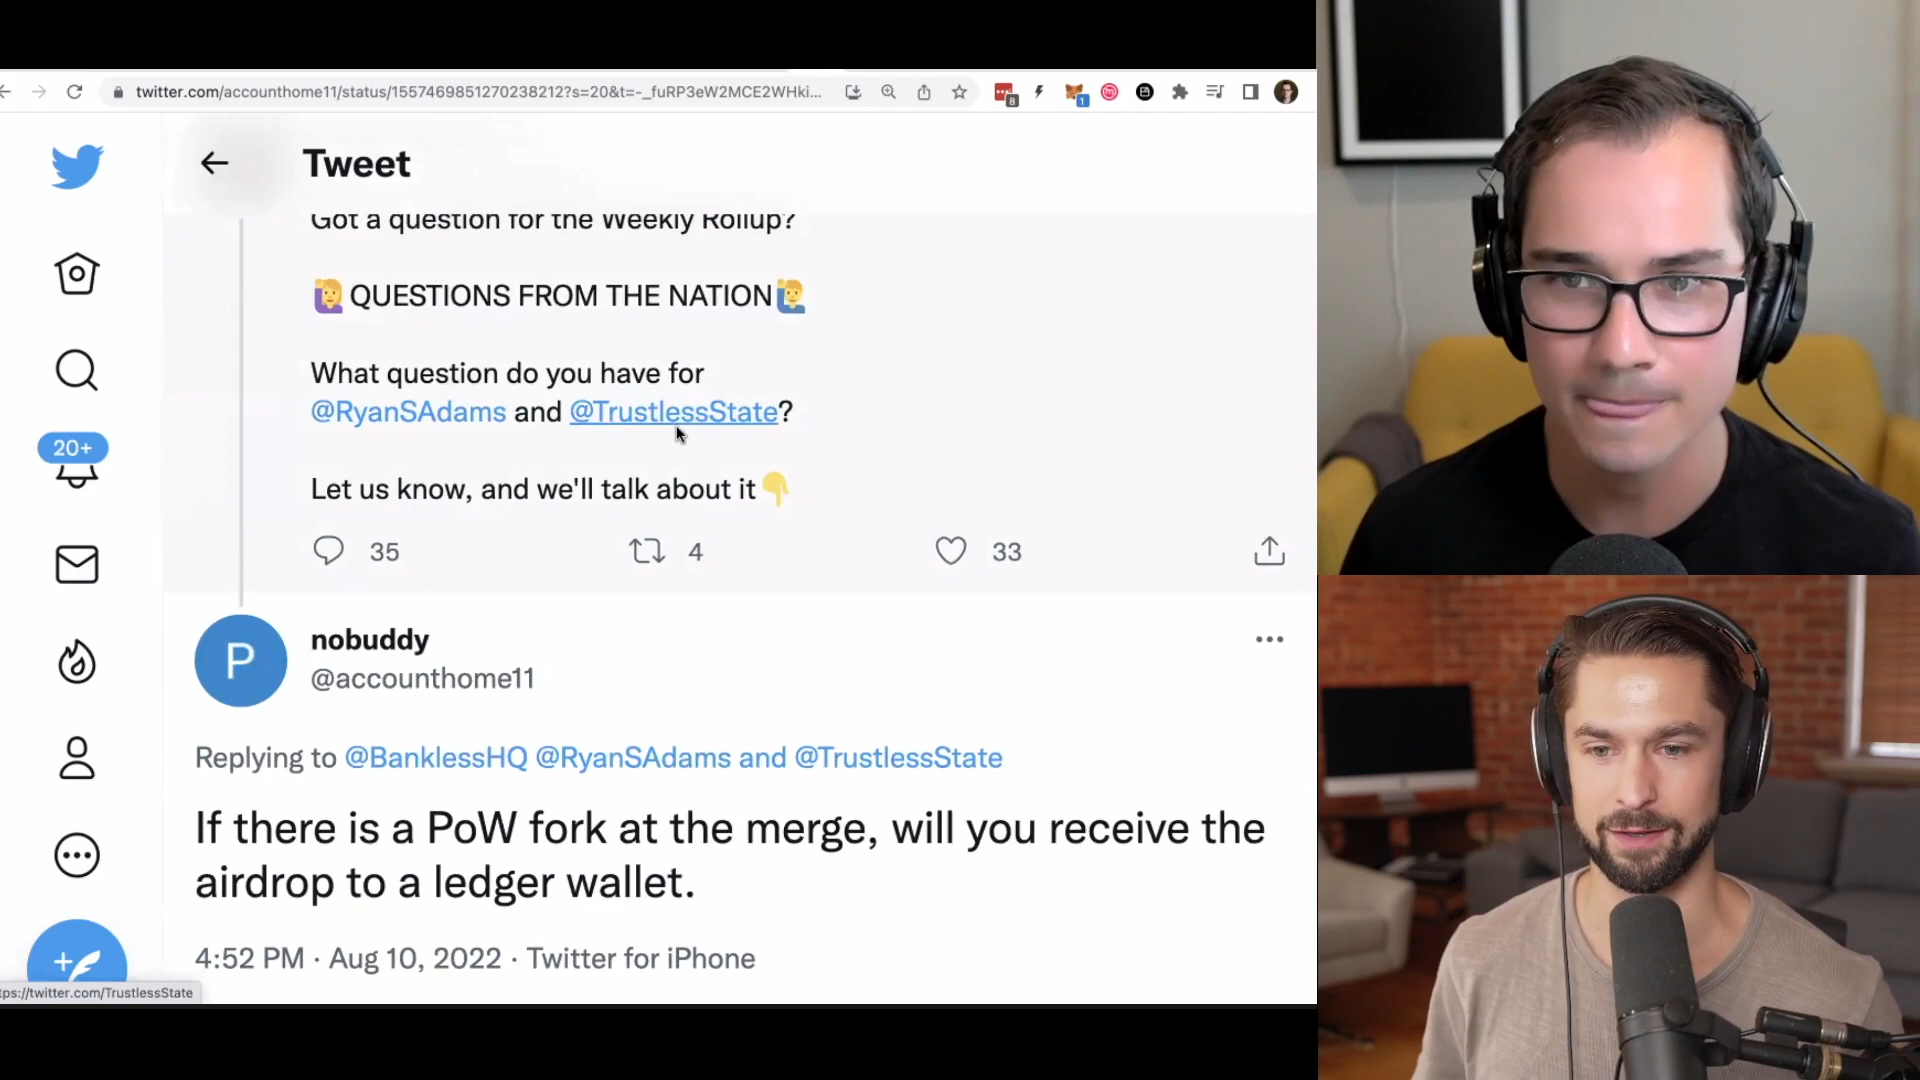 twitter.com/accounthome11/status/1557469851270238212?s=20&t=-_fuRP3eW2MCE2WHki...
8
1
Tweet
Got a question for the Weekly Rollup?
🙋‍♀️QUESTIONS FROM THE NATION🙋‍♂️
What question do you have for
@RyanSAdams and @TrustlessState?
Let us know, and we'll talk about it👇
20+
35 4 33
P
nobuddy
@accounthome11
Replying to @BanklessHQ @RyanSAdams and @TrustlessState
If there is a PoW fork at the merge, will you receive the
airdrop to a ledger wallet.
4:52 PM · Aug 10, 2022 · Twitter for iPhone
tps://twitter.com/TrustlessState